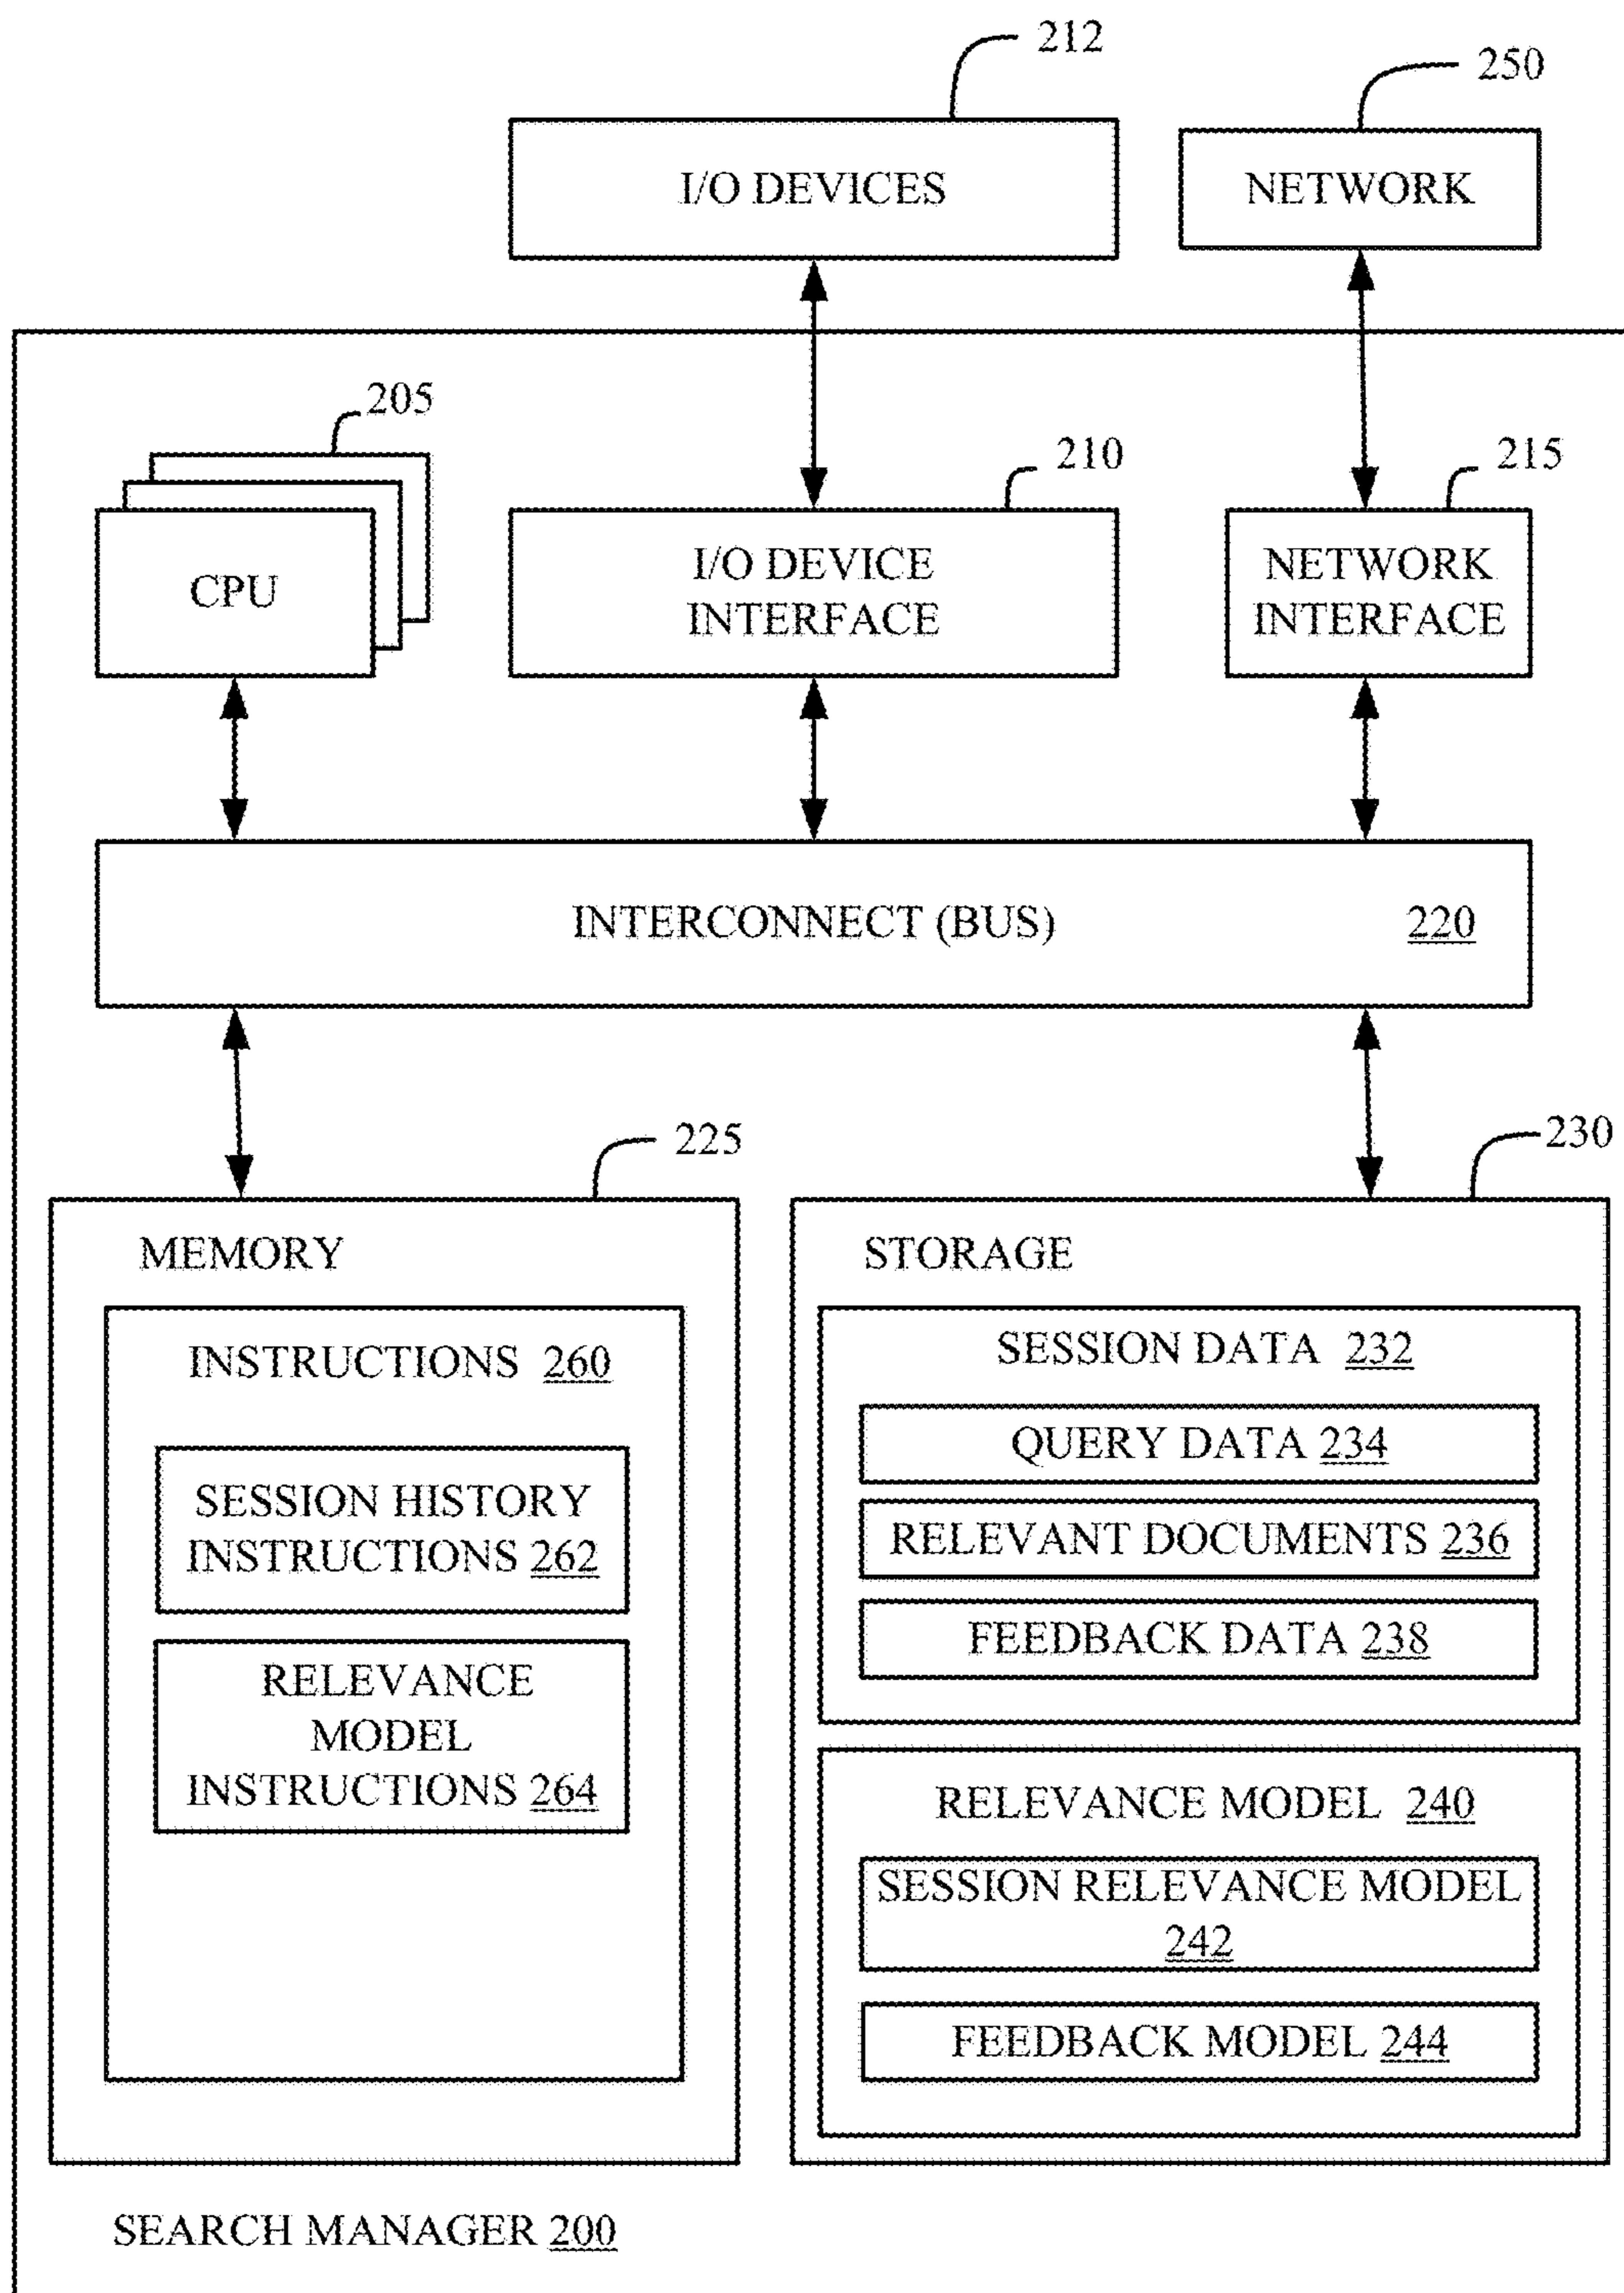 212
250
I/O DEVICES
NETWORK
205
210
215
CPU
I/O DEVICE
INTERFACE
NETWORK
INTERFACE
INTERCONNECT (BUS) 220
225
230
MEMORY
INSTRUCTIONS 260
SESSION HISTORY
INSTRUCTIONS 262
RELEVANCE
MODEL
INSTRUCTIONS 264
STORAGE
SESSION DATA 232
QUERY DATA 234
RELEVANT DOCUMENTS 236
FEEDBACK DATA 238
RELEVANCE MODEL 240
SESSION RELEVANCE MODEL
242
FEEDBACK MODEL 244
SEARCH MANAGER 200